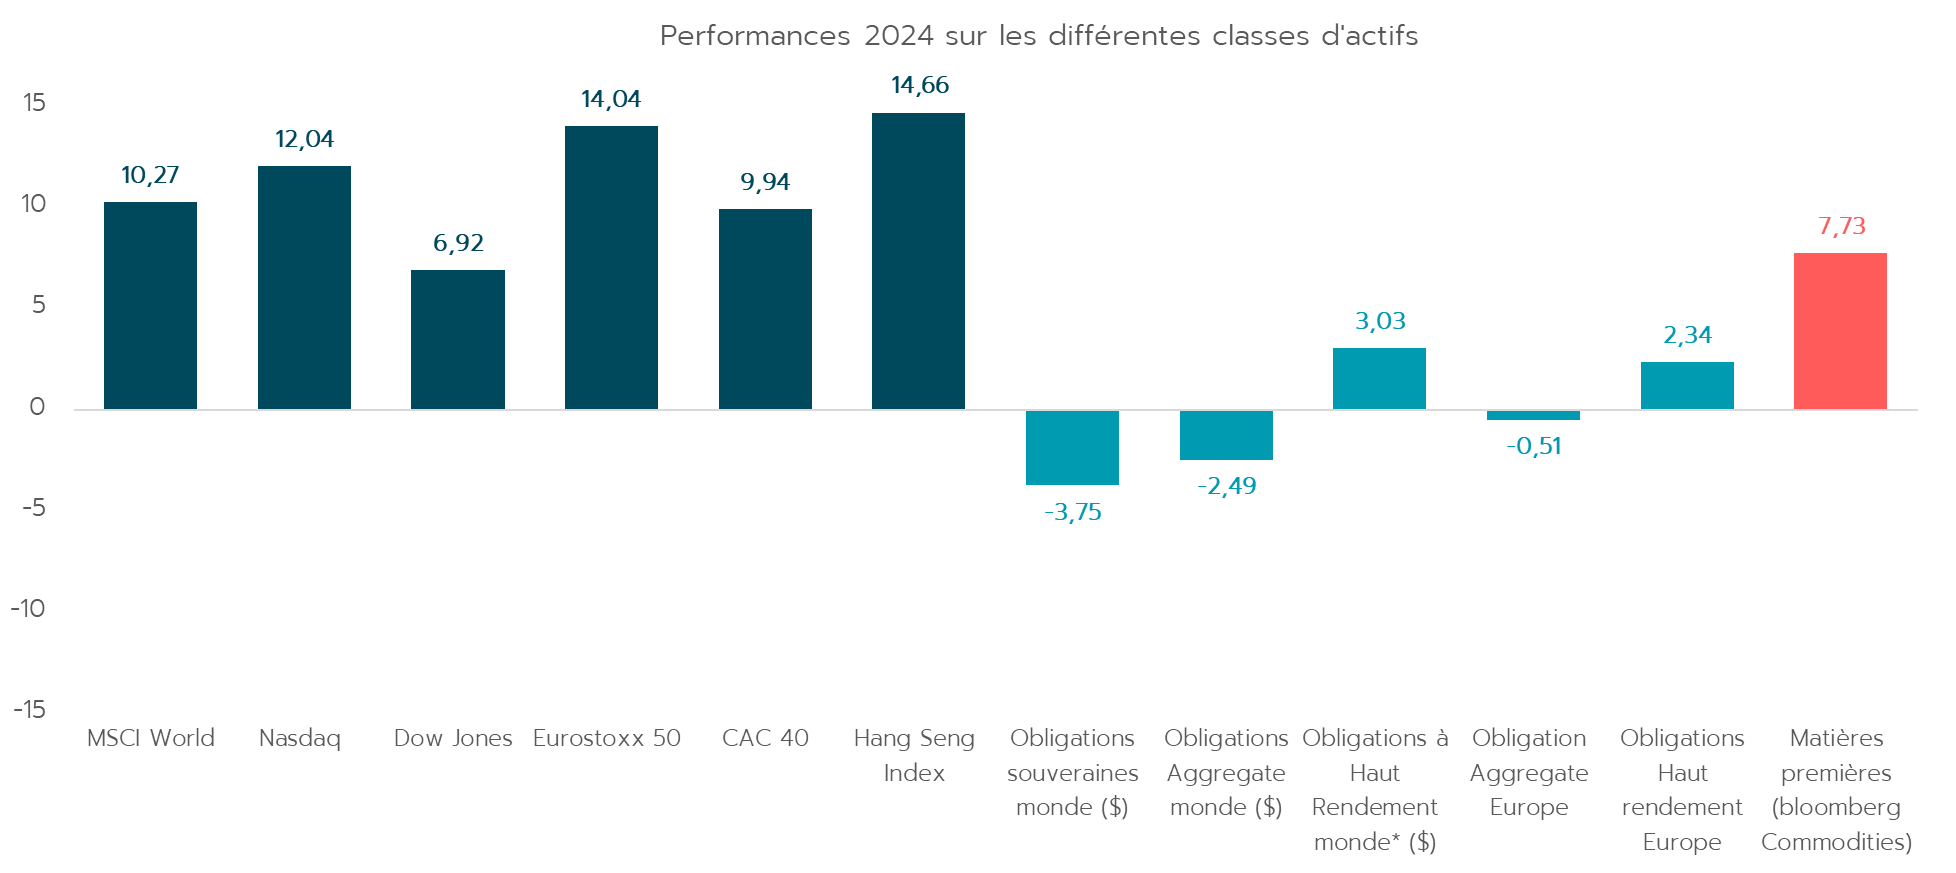 Performances 2024 sur les différentes classes d'actifs
15
10
5
0
-5
-10
-15
10,27
12,04
6,92
14,04
9,94
14,66
-3,75
-2,49
3,03
-0,51
2,34
7,73
MSCI World
Nasdaq
Dow Jones
Eurostoxx 50
CAC 40
Hang Seng
Index
Obligations
souveraines
monde ($)
Obligations
Aggregate
monde ($)
Obligations à
Haut
Rendement
monde* ($)
Obligation
Aggregate
Europe
Obligations
Haut
rendement
Europe
Matières
premières
(bloomberg
Commodities)